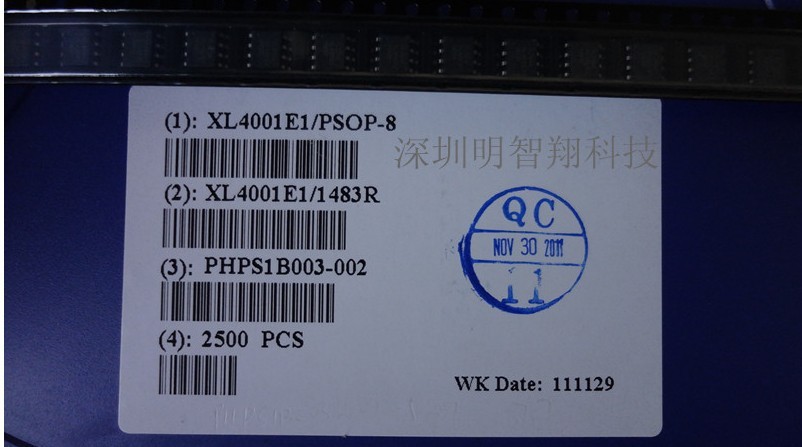 (1): XL4001E1/PSOP-8
深圳明智翔科技
(2): XL4001E1/1483R
QC
NOV 30 2011
11
(3): PHPS1B003-002
(4): 2500 PCS
WK Date: 111129